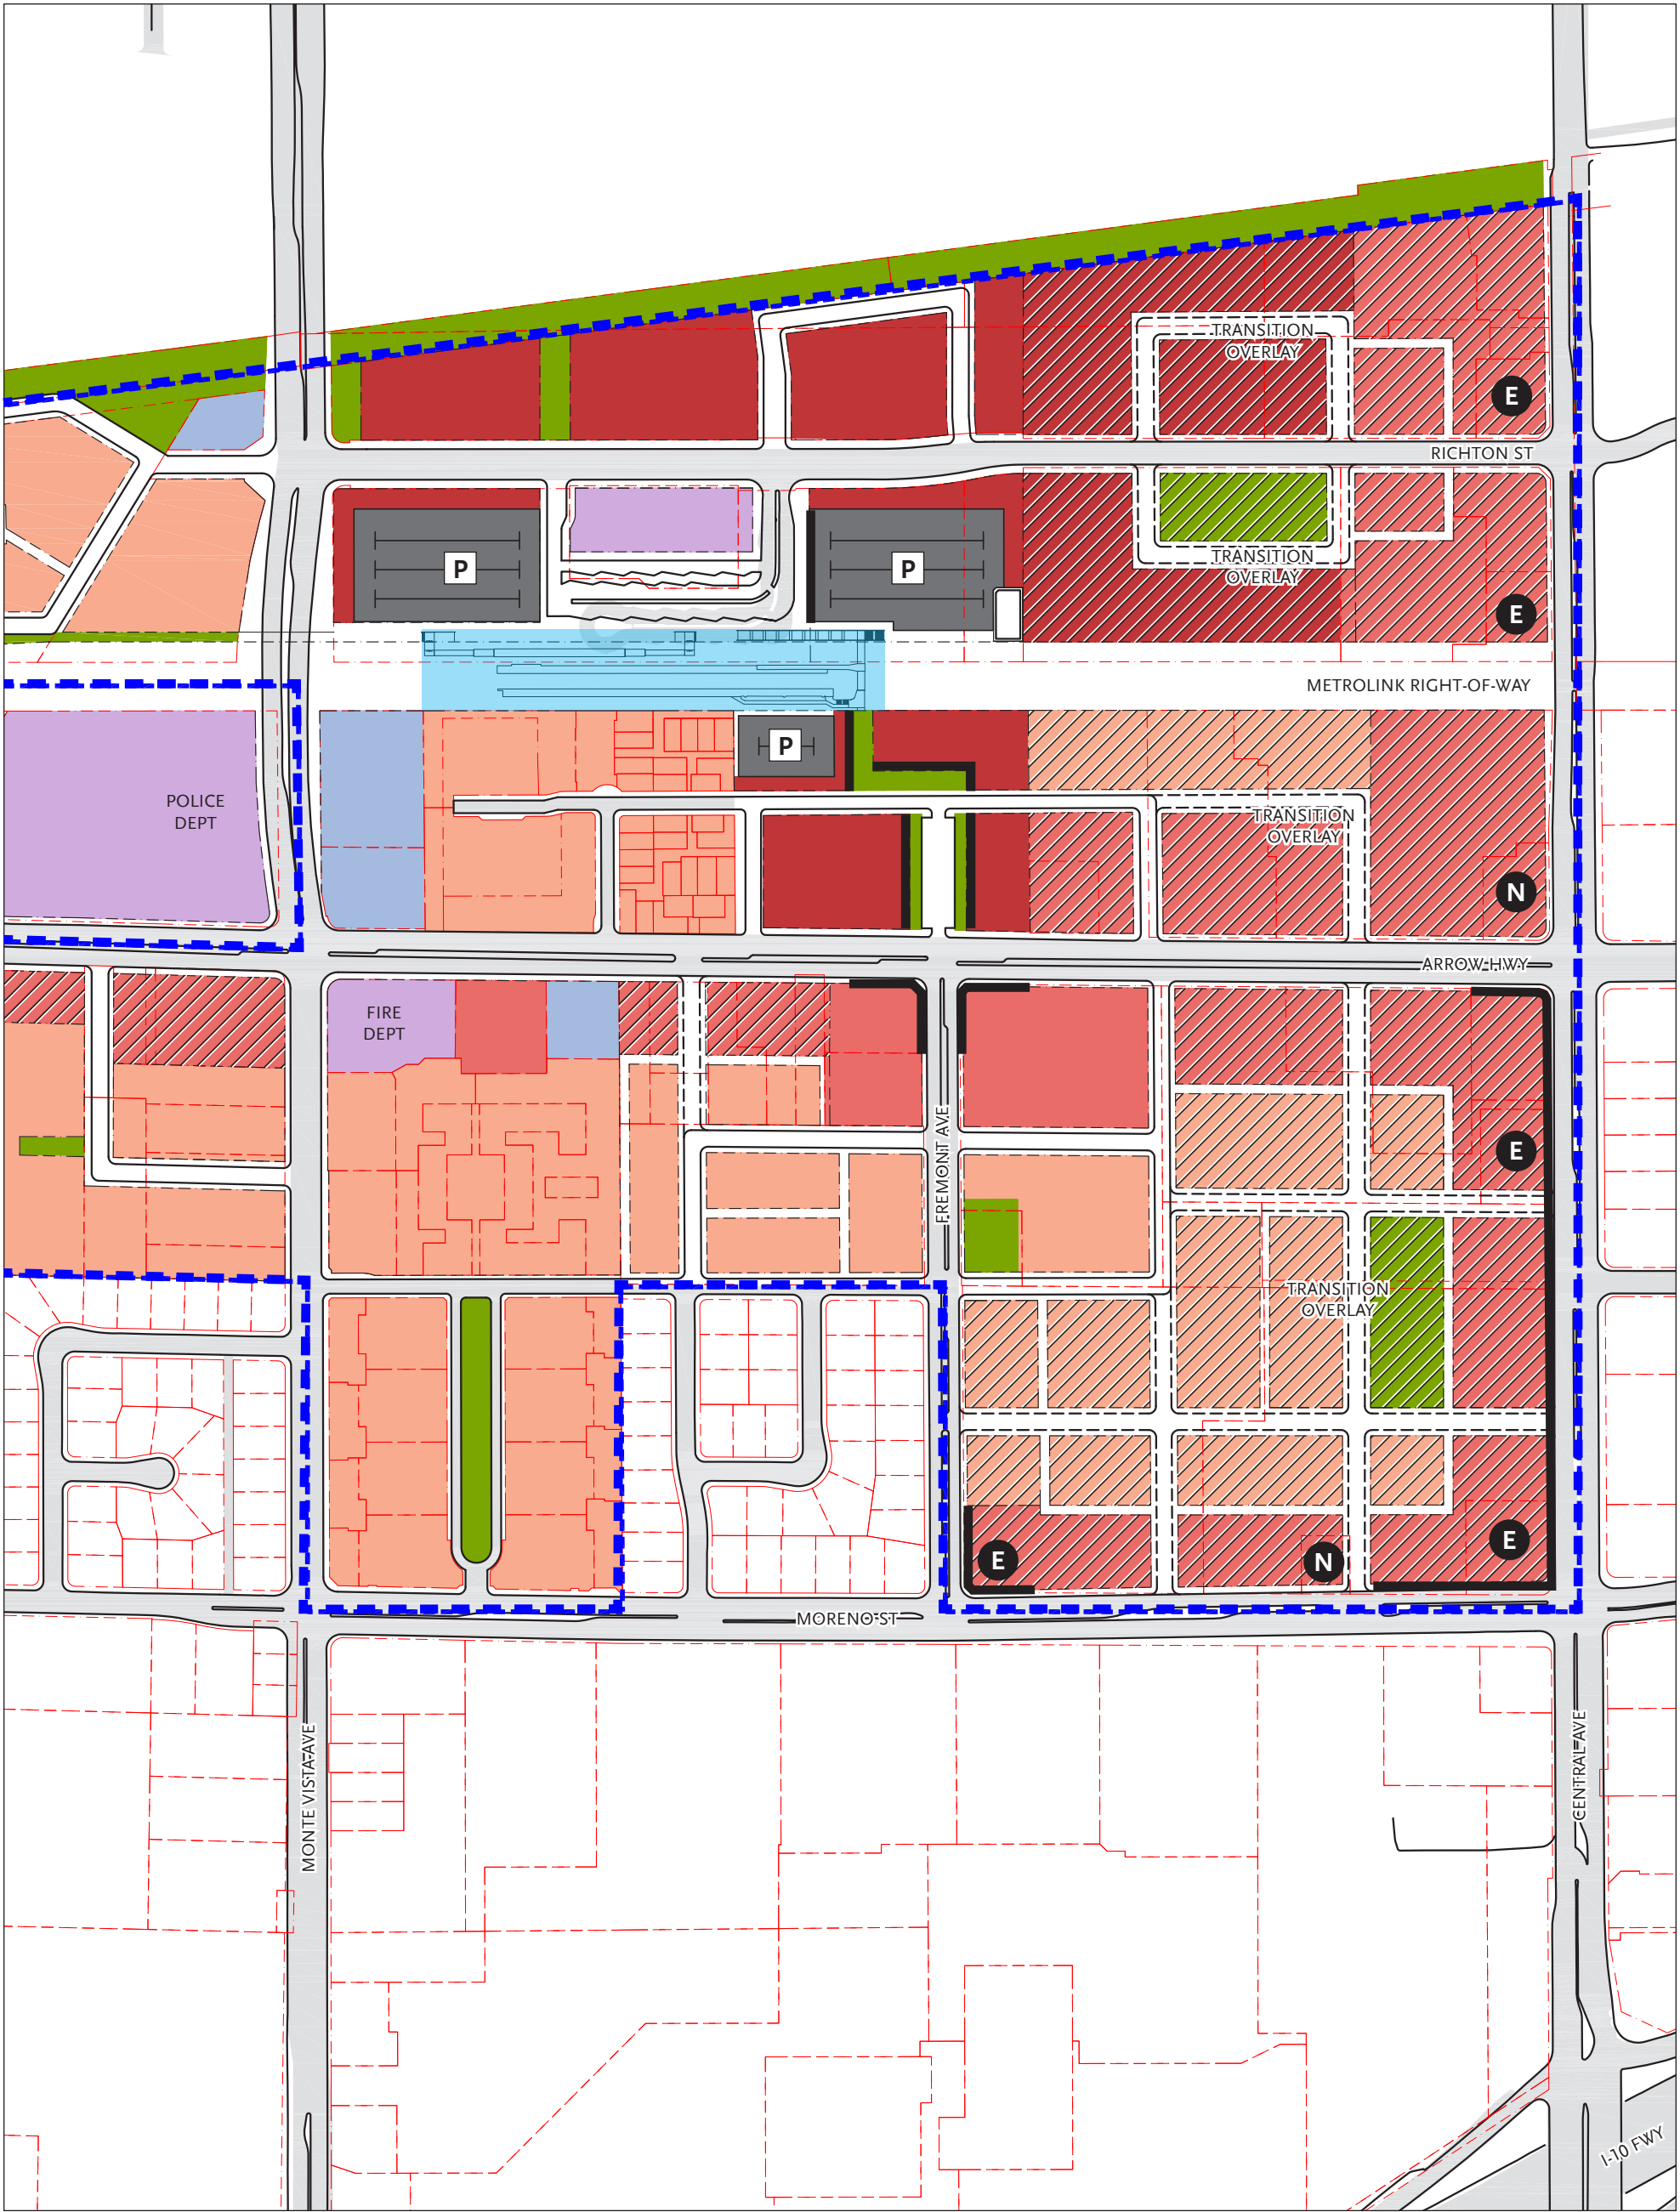 TRANSITION
OVERLAY
E
RICHTON ST
TRANSITION
OVERLAY
P
P
E
METROLINK RIGHT-OF-WAY
P
POLICE
DEPT
TRANSITION
OVERLAY
N
ARROW HWY
FIRE
DEPT
FREMONT AVE
E
TRANSITION
OVERLAY
E
N
E
MORENO ST
MONTE VISTA AVE
CENTRAL AVE
I-10 FWY